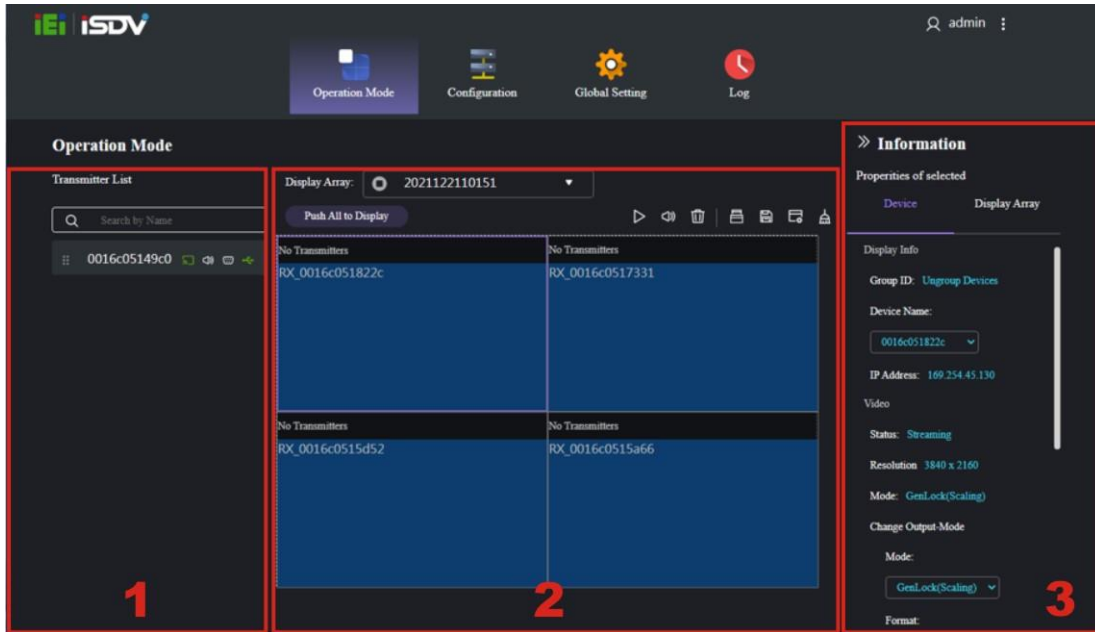 iEi iSDV
admin
Operation Mode
Configuration
Global Setting
Log
Operation Mode
Transmitter List
Search by Name
0016c05149c0
1
Display Array: 2021122110151
Push All to Display
No Transmitters
RX_0016c051822c
No Transmitters
RX_0016c0517331
No Transmitters
RX_0016c0515d52
No Transmitters
RX_0016c0515a66
2
Information
Properities of selected
Device
Display Array
Display Info
Group ID: Ungroup Devices
Device Name:
0016c051822c
IP Address: 169.254.45.130
Video
Status: Streaming
Resolution 3840 x 2160
Mode: GenLock(Scaling)
Change Output-Mode
Mode:
GenLock(Scaling)
Format:
3